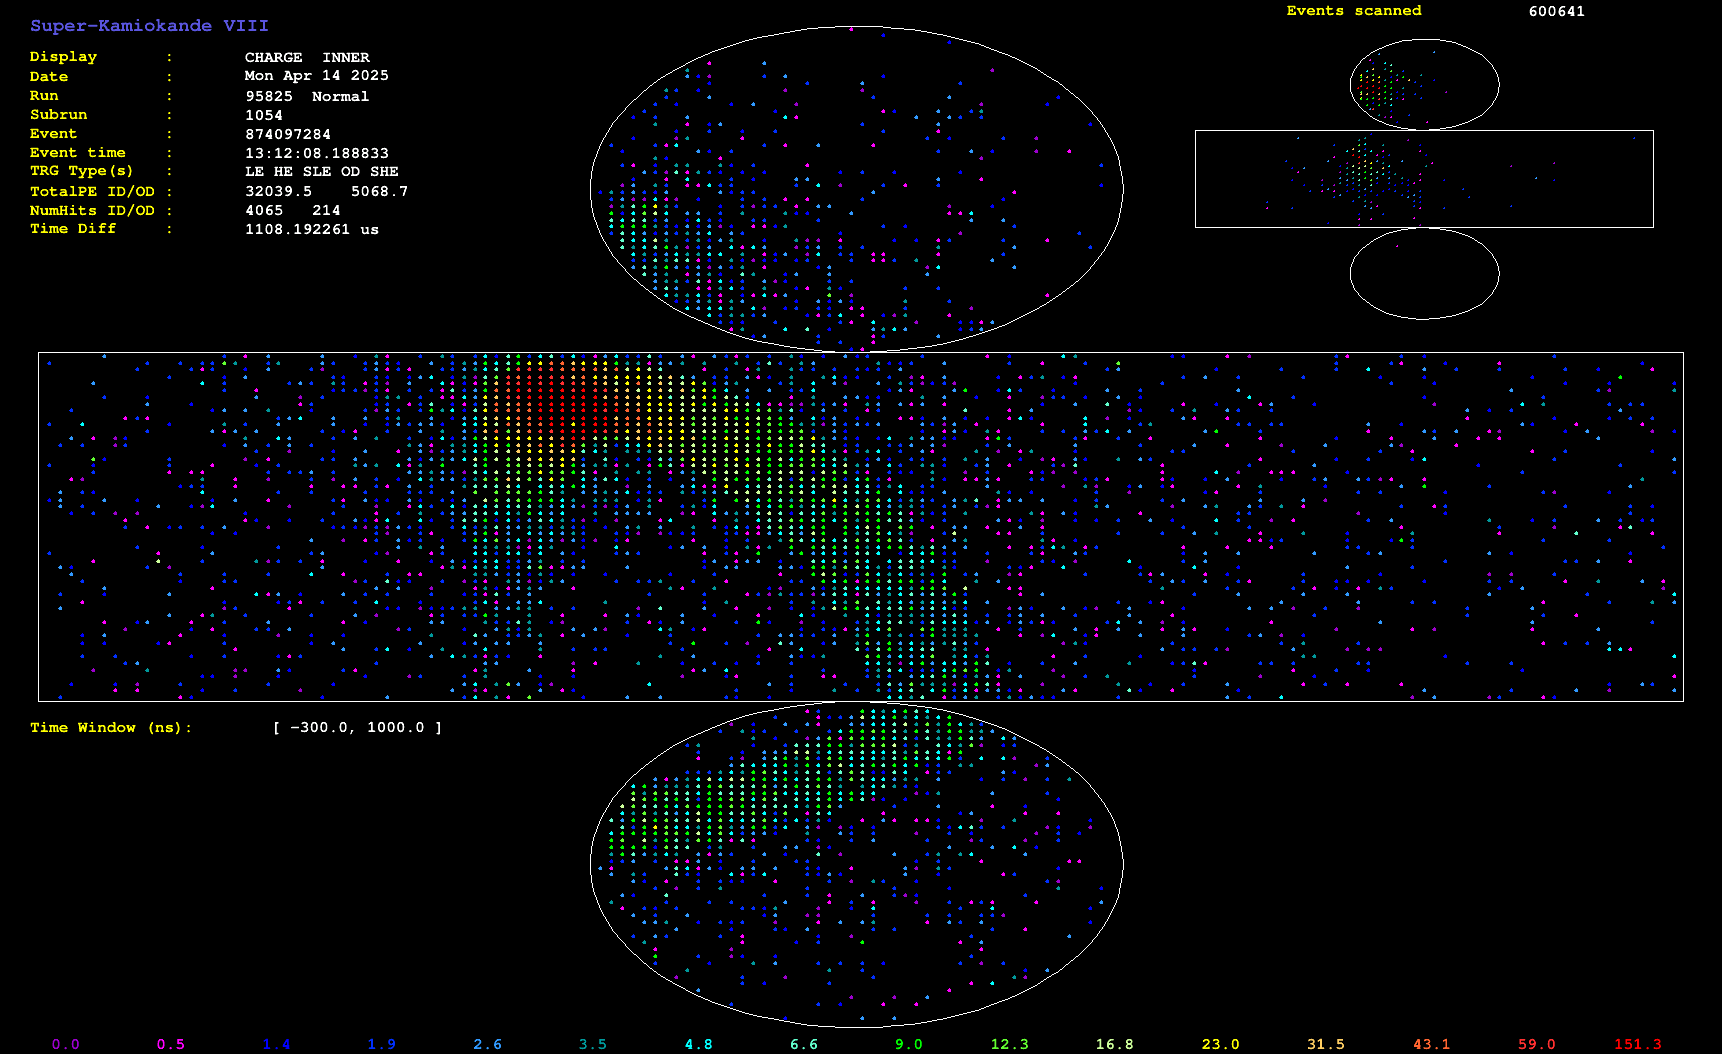 Super-Kamiokande VIII
Events scanned 600641
Display : CHARGE INNER
Date : Mon Apr 14 2025
Run : 95825 Normal
Subrun : 1054
Event : 874097284
Event time : 13:12:08.188833
TRG Type(s) : LE HE SLE OD SHE
TotalPE ID/OD : 32039.5 5068.7
NumHits ID/OD : 4065 214
Time Diff : 1108.192261 us
Time Window (ns): [ -300.0, 1000.0 ]
0.0 0.5 1.4 1.9 2.6 3.5 4.8 6.6 9.0 12.3 16.8 23.0 31.5 43.1 59.0 151.3